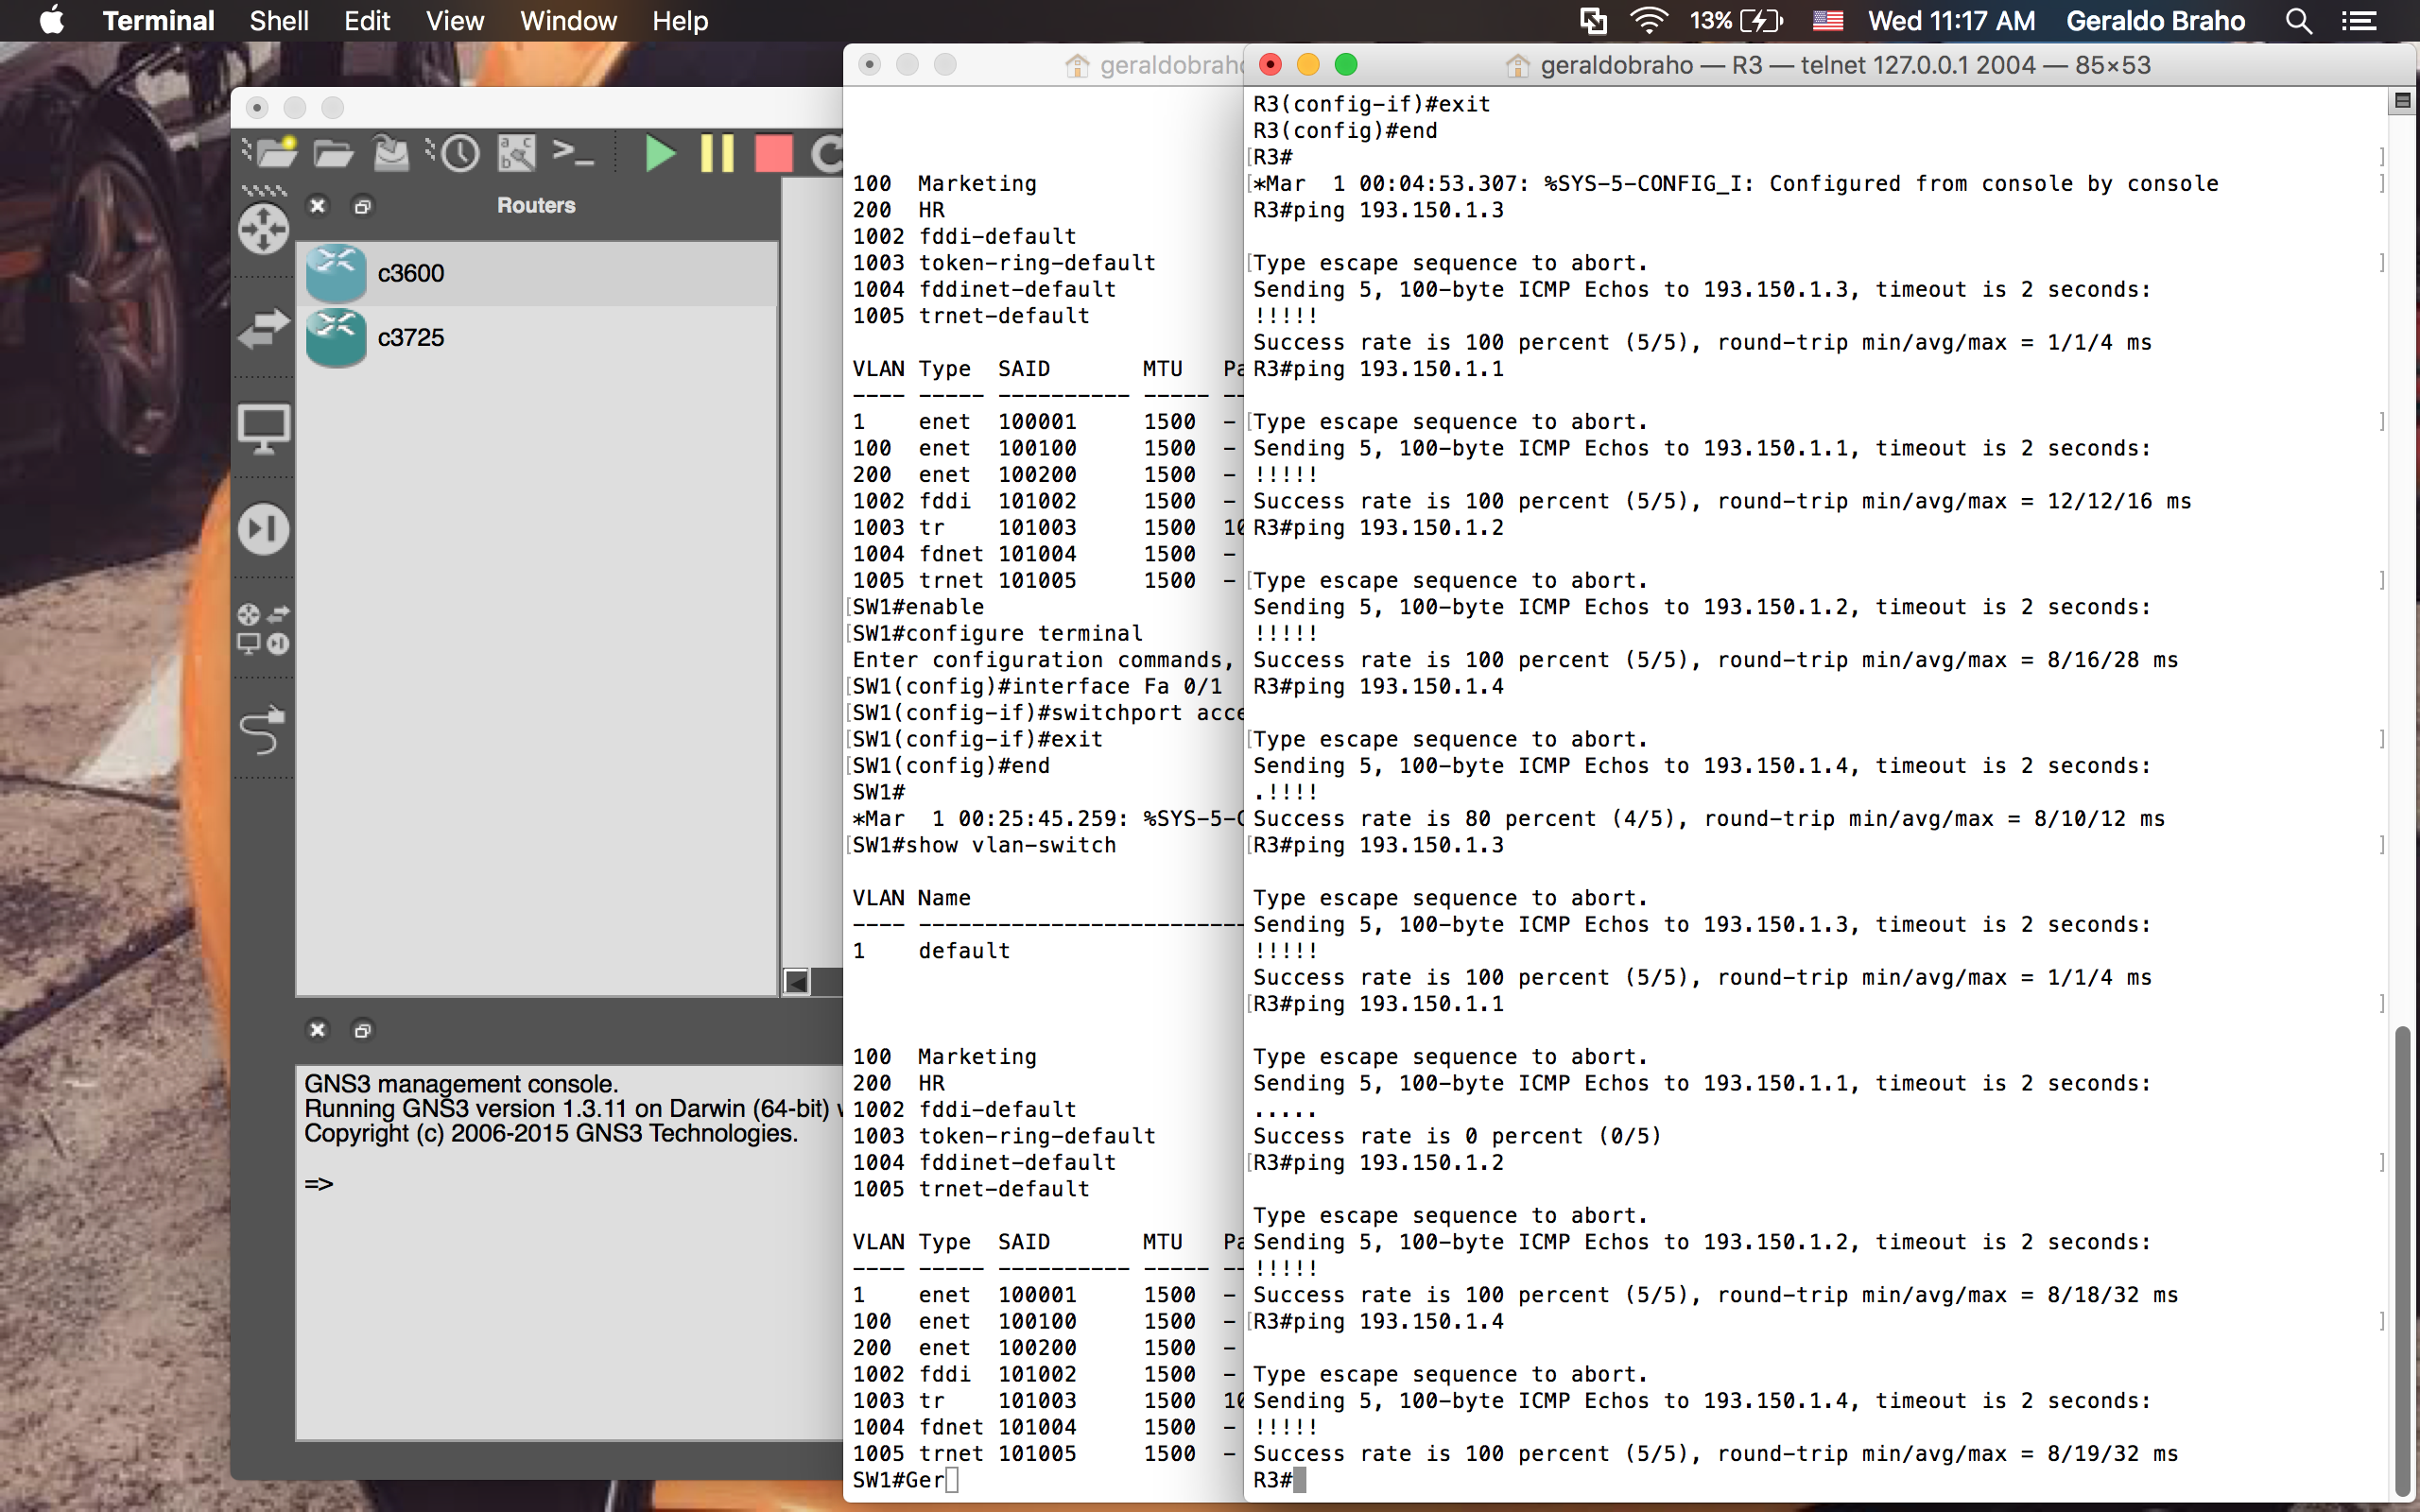 Terminal Shell Edit View Window Help 13% Wed 11:17 AM Geraldo Braho
Routers
c3600
c3725
GNS3 management console.
Running GNS3 version 1.3.11 on Darwin (64-bit)
Copyright (c) 2006-2015 GNS3 Technologies.
=>
geraldobraho
100  Marketing
200  HR
1002 fddi-default
1003 token-ring-default
1004 fddinet-default
1005 trnet-default
VLAN Type  SAID       MTU
---- ----- ---------- ----- --
1    enet  100001     1500  -
100  enet  100100     1500  -
200  enet  100200     1500  -
1002 fddi  101002     1500  -
1003 tr    101003     1500  10
1004 fdnet 101004     1500  -
1005 trnet 101005     1500  -
SW1#enable
SW1#configure terminal
Enter configuration commands,
SW1(config)#interface Fa 0/1
SW1(config-if)#switchport acce
SW1(config-if)#exit
SW1(config)#end
SW1#
*Mar  1 00:25:45.259: %SYS-5-C
SW1#show vlan-switch
VLAN Name
---- -------------------------
1    default
100  Marketing
200  HR
1002 fddi-default
1003 token-ring-default
1004 fddinet-default
1005 trnet-default
VLAN Type  SAID       MTU   Pa
---- ----- ---------- ----- --
1    enet  100001     1500  -
100  enet  100100     1500  -
200  enet  100200     1500  -
1002 fddi  101002     1500  -
1003 tr    101003     1500  10
1004 fdnet 101004     1500  -
1005 trnet 101005     1500  -
SW1#Ger
geraldobraho — R3 — telnet 127.0.0.1 2004 — 85×53
R3(config-if)#exit
R3(config)#end
R3#
*Mar  1 00:04:53.307: %SYS-5-CONFIG_I: Configured from console by console
R3#ping 193.150.1.3
Type escape sequence to abort.
Sending 5, 100-byte ICMP Echos to 193.150.1.3, timeout is 2 seconds:
!!!!!
Success rate is 100 percent (5/5), round-trip min/avg/max = 1/1/4 ms
R3#ping 193.150.1.1
Type escape sequence to abort.
Sending 5, 100-byte ICMP Echos to 193.150.1.1, timeout is 2 seconds:
!!!!!
Success rate is 100 percent (5/5), round-trip min/avg/max = 12/12/16 ms
R3#ping 193.150.1.2
Type escape sequence to abort.
Sending 5, 100-byte ICMP Echos to 193.150.1.2, timeout is 2 seconds:
!!!!!
Success rate is 100 percent (5/5), round-trip min/avg/max = 8/16/28 ms
R3#ping 193.150.1.4
Type escape sequence to abort.
Sending 5, 100-byte ICMP Echos to 193.150.1.4, timeout is 2 seconds:
.!!!!
Success rate is 80 percent (4/5), round-trip min/avg/max = 8/10/12 ms
R3#ping 193.150.1.3
Type escape sequence to abort.
Sending 5, 100-byte ICMP Echos to 193.150.1.3, timeout is 2 seconds:
!!!!!
Success rate is 100 percent (5/5), round-trip min/avg/max = 1/1/4 ms
R3#ping 193.150.1.1
Type escape sequence to abort.
Sending 5, 100-byte ICMP Echos to 193.150.1.1, timeout is 2 seconds:
.....
Success rate is 0 percent (0/5)
R3#ping 193.150.1.2
Type escape sequence to abort.
Sending 5, 100-byte ICMP Echos to 193.150.1.2, timeout is 2 seconds:
!!!!!
Success rate is 100 percent (5/5), round-trip min/avg/max = 8/18/32 ms
R3#ping 193.150.1.4
Type escape sequence to abort.
Sending 5, 100-byte ICMP Echos to 193.150.1.4, timeout is 2 seconds:
!!!!!
Success rate is 100 percent (5/5), round-trip min/avg/max = 8/19/32 ms
R3#